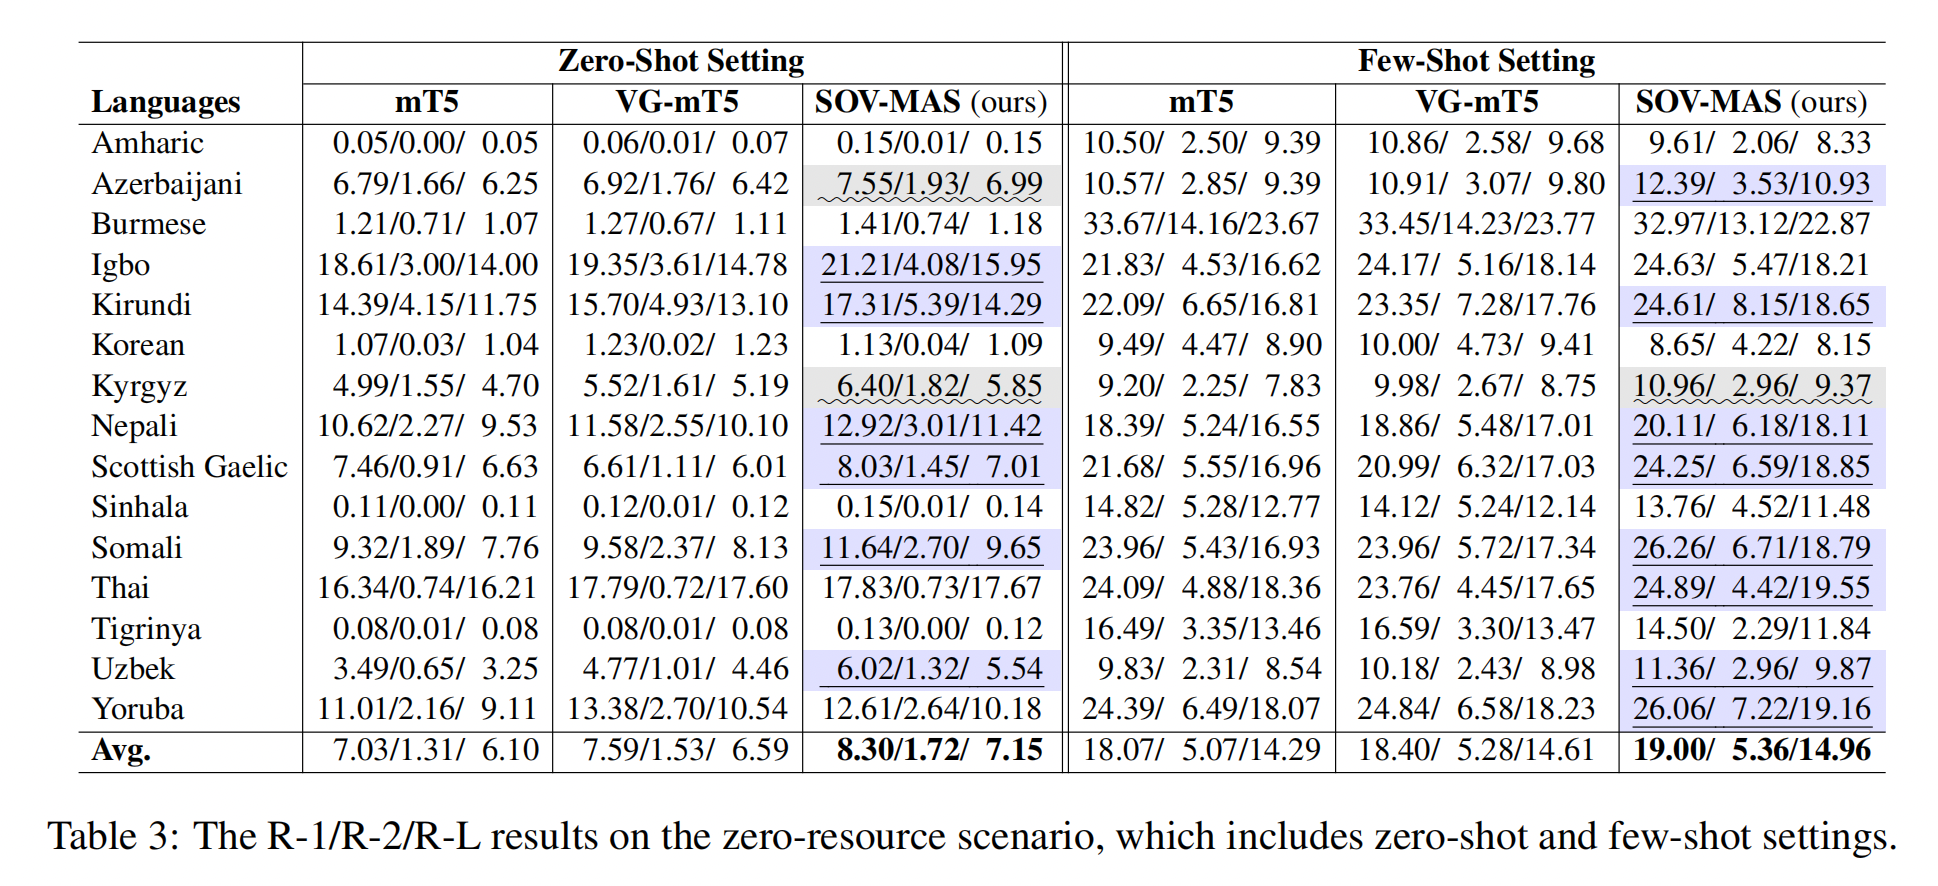 Zero-Shot Setting Few-Shot Setting
Languages mT5 VG-mT5 SOV-MAS (ours) mT5 VG-mT5 SOV-MAS (ours)
Amharic 0.05/0.00/ 0.05 0.06/0.01/ 0.07 0.15/0.01/ 0.15 10.50/ 2.50/ 9.39 10.86/ 2.58/ 9.68 9.61/ 2.06/ 8.33
Azerbaijani 6.79/1.66/ 6.25 6.92/1.76/ 6.42 7.55/1.93/ 6.99 10.57/ 2.85/ 9.39 10.91/ 3.07/ 9.80 12.39/ 3.53/10.93
Burmese 1.21/0.71/ 1.07 1.27/0.67/ 1.11 1.41/0.74/ 1.18 33.67/14.16/23.67 33.45/14.23/23.77 32.97/13.12/22.87
Igbo 18.61/3.00/14.00 19.35/3.61/14.78 21.21/4.08/15.95 21.83/ 4.53/16.62 24.17/ 5.16/18.14 24.63/ 5.47/18.21
Kirundi 14.39/4.15/11.75 15.70/4.93/13.10 17.31/5.39/14.29 22.09/ 6.65/16.81 23.35/ 7.28/17.76 24.61/ 8.15/18.65
Korean 1.07/0.03/ 1.04 1.23/0.02/ 1.23 1.13/0.04/ 1.09 9.49/ 4.47/ 8.90 10.00/ 4.73/ 9.41 8.65/ 4.22/ 8.15
Kyrgyz 4.99/1.55/ 4.70 5.52/1.61/ 5.19 6.40/1.82/ 5.85 9.20/ 2.25/ 7.83 9.98/ 2.67/ 8.75 10.96/ 2.96/ 9.37
Nepali 10.62/2.27/ 9.53 11.58/2.55/10.10 12.92/3.01/11.42 18.39/ 5.24/16.55 18.86/ 5.48/17.01 20.11/ 6.18/18.11
Scottish Gaelic 7.46/0.91/ 6.63 6.61/1.11/ 6.01 8.03/1.45/ 7.01 21.68/ 5.55/16.96 20.99/ 6.32/17.03 24.25/ 6.59/18.85
Sinhala 0.11/0.00/ 0.11 0.12/0.01/ 0.12 0.15/0.01/ 0.14 14.82/ 5.28/12.77 14.12/ 5.24/12.14 13.76/ 4.52/11.48
Somali 9.32/1.89/ 7.76 9.58/2.37/ 8.13 11.64/2.70/ 9.65 23.96/ 5.43/16.93 23.96/ 5.72/17.34 26.26/ 6.71/18.79
Thai 16.34/0.74/16.21 17.79/0.72/17.60 17.83/0.73/17.67 24.09/ 4.88/18.36 23.76/ 4.45/17.65 24.89/ 4.42/19.55
Tigrinya 0.08/0.01/ 0.08 0.08/0.01/ 0.08 0.13/0.00/ 0.12 16.49/ 3.35/13.46 16.59/ 3.30/13.47 14.50/ 2.29/11.84
Uzbek 3.49/0.65/ 3.25 4.77/1.01/ 4.46 6.02/1.32/ 5.54 9.83/ 2.31/ 8.54 10.18/ 2.43/ 8.98 11.36/ 2.96/ 9.87
Yoruba 11.01/2.16/ 9.11 13.38/2.70/10.54 12.61/2.64/10.18 24.39/ 6.49/18.07 24.84/ 6.58/18.23 26.06/ 7.22/19.16
Avg. 7.03/1.31/ 6.10 7.59/1.53/ 6.59 8.30/1.72/ 7.15 18.07/ 5.07/14.29 18.40/ 5.28/14.61 19.00/ 5.36/14.96
Table 3: The R-1/R-2/R-L results on the zero-resource scenario, which includes zero-shot and few-shot settings.